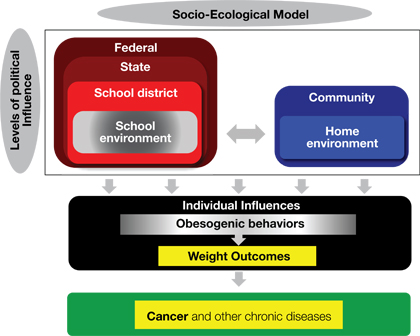 Socio-Ecological Model
Levels of political
Influence
Federal
State
School district
School
environment
Community
Home
environment
Individual Influences
Obesogenic behaviors
Weight Outcomes
Cancer and other chronic diseases